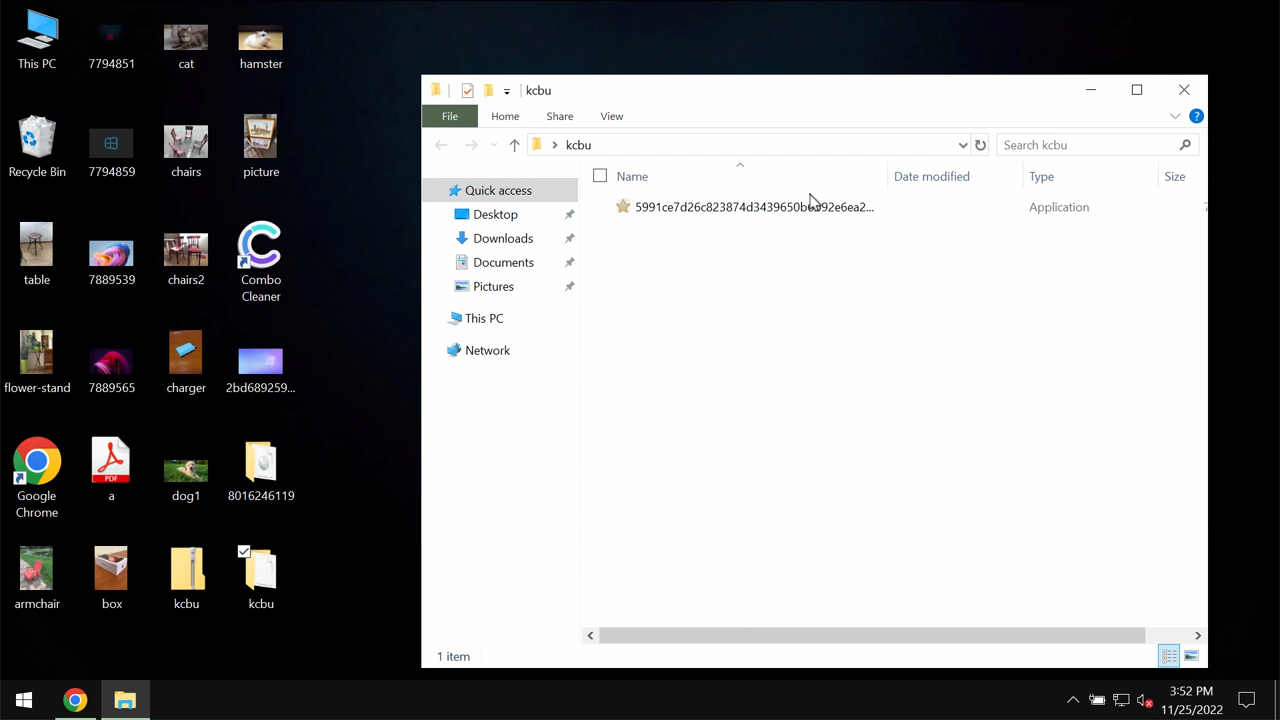 This PC
7794851
cat
hamster
Recycle Bin
7794859
chairs
picture
table
7889539
chairs2
Combo
Cleaner
flower-stand
7889565
charger
2bd689259...
Google
Chrome
a
PDF
dog1
8016246119
armchair
box
kcbu
kcbu
kcbu
File
Home
Share
View
kcbu
Search kcbu
Name
Date modified
Type
Size
Quick access
Desktop
Downloads
Documents
Pictures
This PC
Network
Application
1 item
3:52 PM
11/25/2022